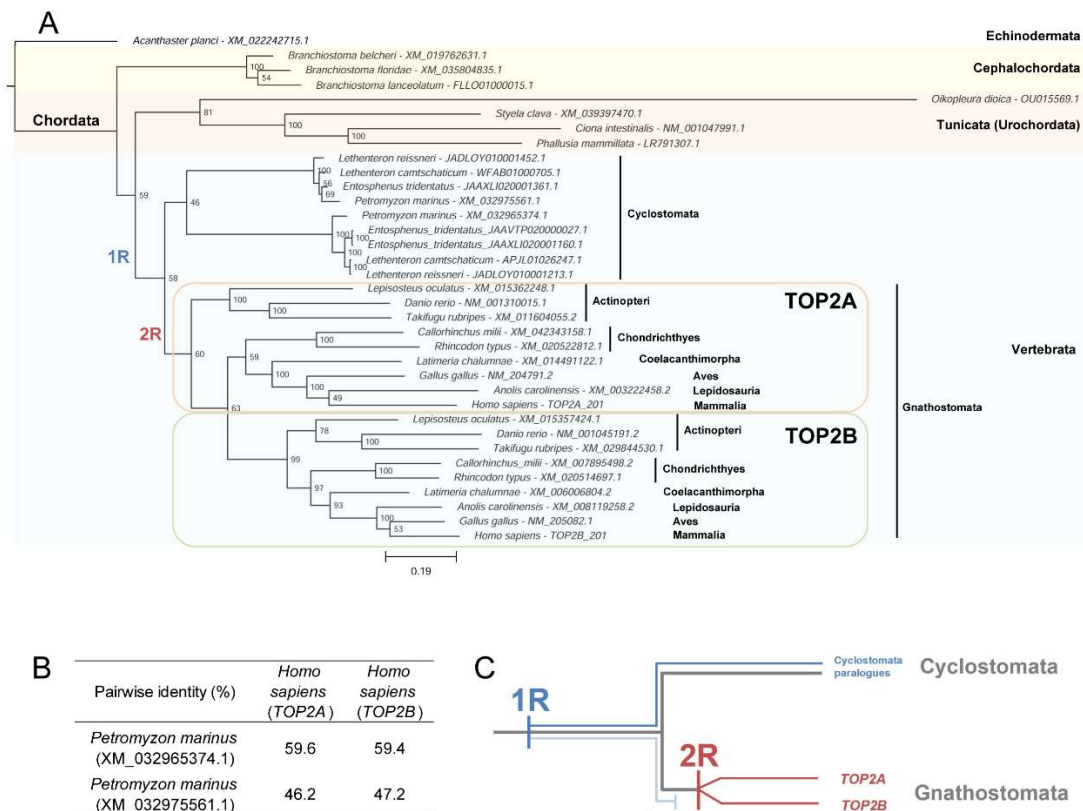 A
Acanthaster planci - XM_022242715.1
Echinodermata
Branchiostoma belcheri - XM_019762631.1
100
Branchiostoma floridae - XM_035804835.1
54
Branchiostoma lanceolatum - FLLO01000015.1
Cephalochordata
Oikopleura dioica - OU015569.1
Chordata
81
Styela clava - XM_039397470.1
100
Ciona intestinalis - NM_001047991.1
100
Phallusia mammillata - LR791307.1
Tunicata (Urochordata)
Lethenteron reissneri - JADLOY010001452.1
100
Lethenteron camtschaticum - WFAB01000705.1
56
Entosphenus tridentatus - JAAXLI020001361.1
69
Petromyzon marinus - XM_032975561.1
59
46
Petromyzon marinus - XM_032965374.1
Cyclostomata
100
100
Entosphenus_tridentatus_JAAVTP020000027.1
Entosphenus_tridentatus_JAAXLI020001160.1
100
Lethenteron camtschaticum - APJL01026247.1
100
Lethenteron reissneri - JADLOY010001213.1
1R
58
Lepisosteus oculatus - XM_015362248.1
100
Danio rerio - NM_001310015.1
100
Takifugu rubripes - XM_011604055.2
Actinopteri
TOP2A
2R
Callorhinchus milii - XM_042343158.1
100
Rhincodon typus - XM_020522812.1
Chondrichthyes
60
59
Latimeria chalumnae - XM_014491122.1
Coelacanthimorpha
Vertebrata
100
Gallus gallus - NM_204791.2
Aves
Anolis carolinensis - XM_003222458.2
Lepidosauria
49
Homo sapiens - TOP2A_201
Mammalia
63
Gnathostomata
Lepisosteus oculatus - XM_015357424.1
78
Danio rerio - NM_001045191.2
100
Takifugu rubripes - XM_029844530.1
Actinopteri
TOP2B
99
Callorhinchus_milii - XM_007895498.2
100
Rhincodon typus - XM_020514697.1
Chondrichthyes
97
Latimeria chalumnae - XM_006006804.2
Coelacanthimorpha
93
Anolis carolinensis - XM_008119258.2
Lepidosauria
100
Gallus gallus - NM_205082.1
Aves
53
Homo sapiens - TOP2B_201
Mammalia
0.19
B
Pairwise identity (%)
Homo
sapiens
(TOP2A)
Homo
sapiens
(TOP2B)
Petromyzon marinus
(XM_032965374.1)
59.6
59.4
Petromyzon marinus
(XM_032975561.1)
46.2
47.2
C
1R
Cyclostomata
paralogues
Cyclostomata
2R
TOP2A
TOP2B
Gnathostomata